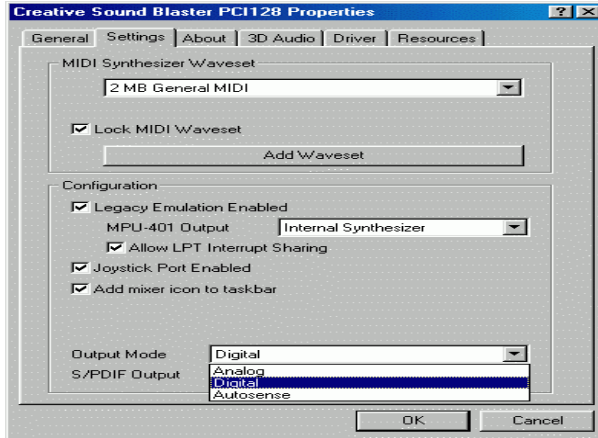 Creative Sound Blaster PCI128 Properties
General Settings About 3D Audio Driver Resources
MIDI Synthesizer Waveset
2 MB General MIDI
Lock MIDI Waveset
Add Waveset
Configuration
Legacy Emulation Enabled
MPU-401 Output Internal Synthesizer
Allow LPT Interrupt Sharing
Joystick Port Enabled
Add mixer icon to taskbar
Output Mode Digital
S/PDIF Output Analog
Digital
Autosense
OK Cancel